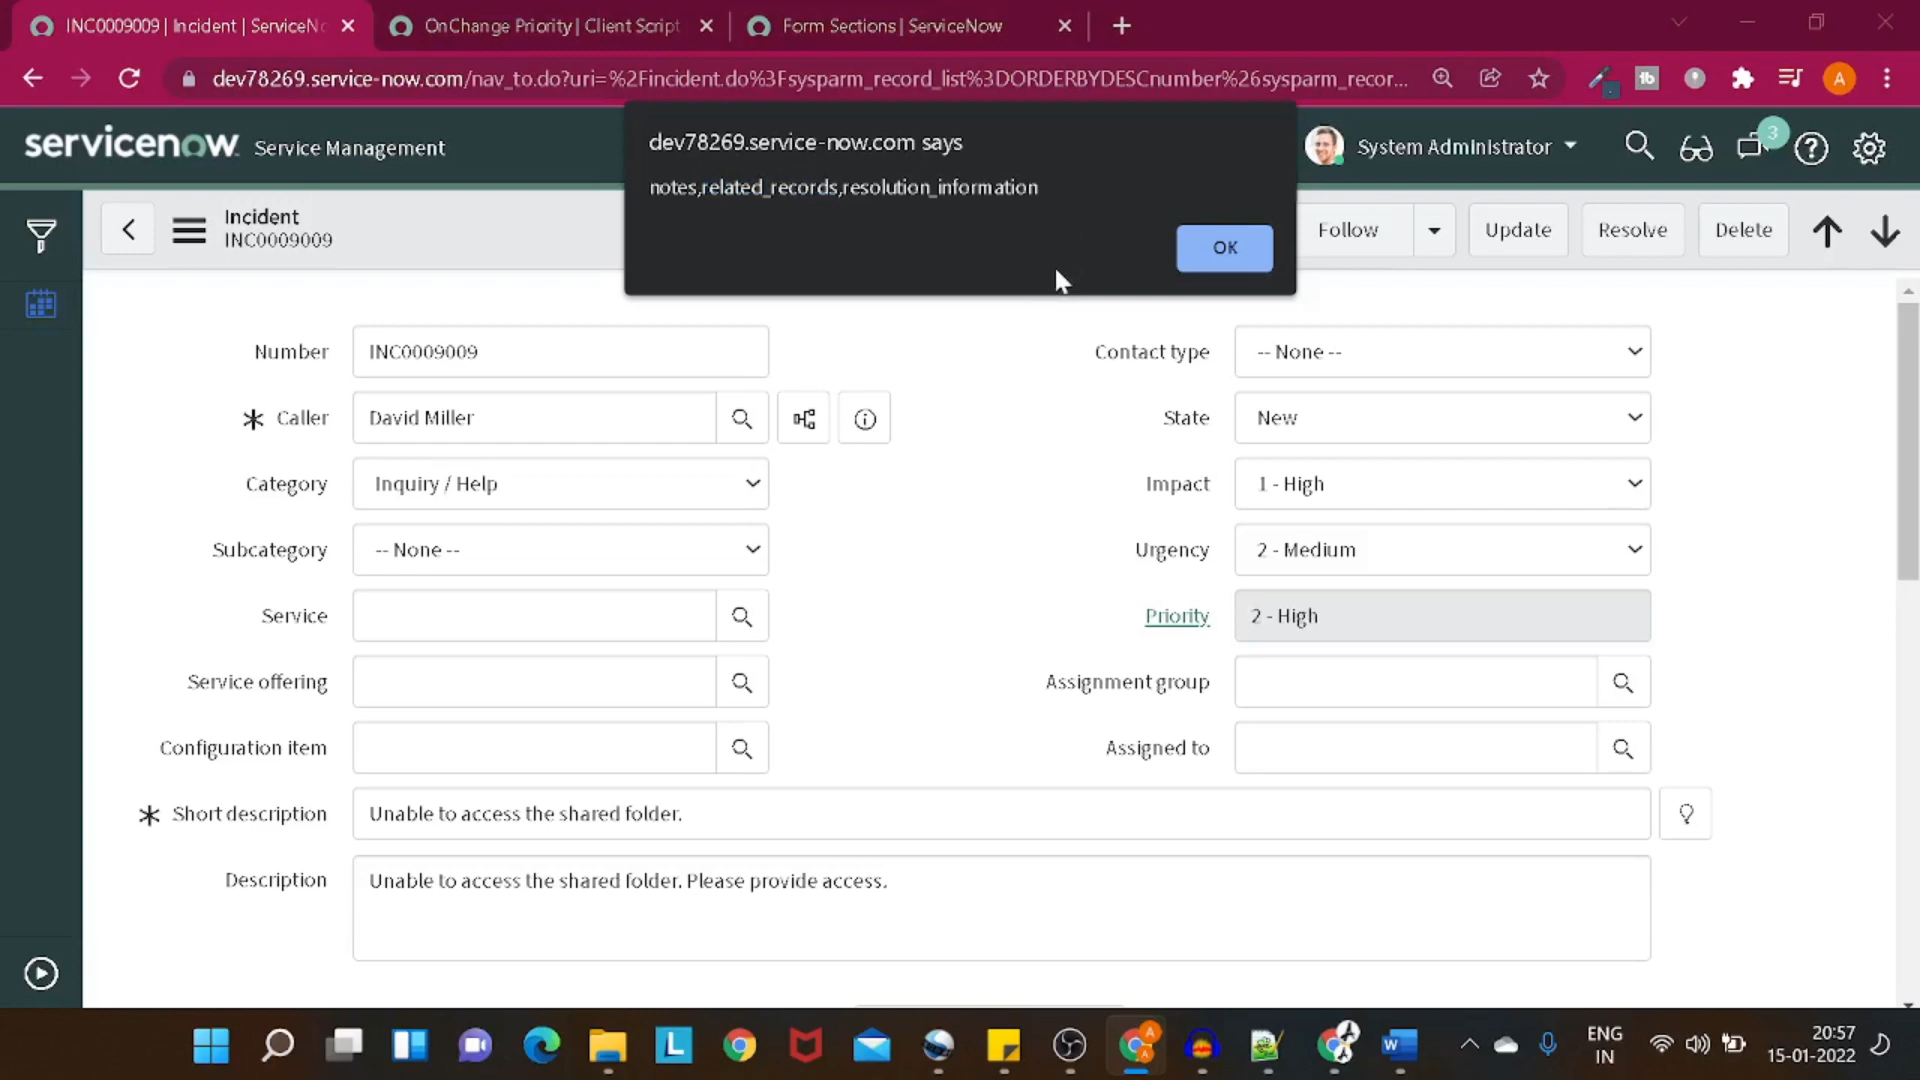 INC0009009 | Incident | ServiceN
OnChange Priority | Client Script
Form Sections | ServiceNow
dev78269.service-now.com/nav_to.do?uri=%2Fincident.do%3Fsysparm_record_list%3DORDERBYDESCnumber%26sysparm_recor...
A
servicenow. Service Management
dev78269.service-now.com says
notes,related_records,resolution_information
OK
System Administrator
3
Incident
INC0009009
Follow
Update
Resolve
Delete
Number
INC0009009
Contact type
-- None --
Caller
David Miller
State
New
Category
Inquiry / Help
Impact
1 - High
Subcategory
-- None --
Urgency
2 - Medium
Service
Priority
2 - High
Service offering
Assignment group
Configuration item
Assigned to
Short description
Unable to access the shared folder.
Description
Unable to access the shared folder. Please provide access.
ENG
IN
20:57
15-01-2022